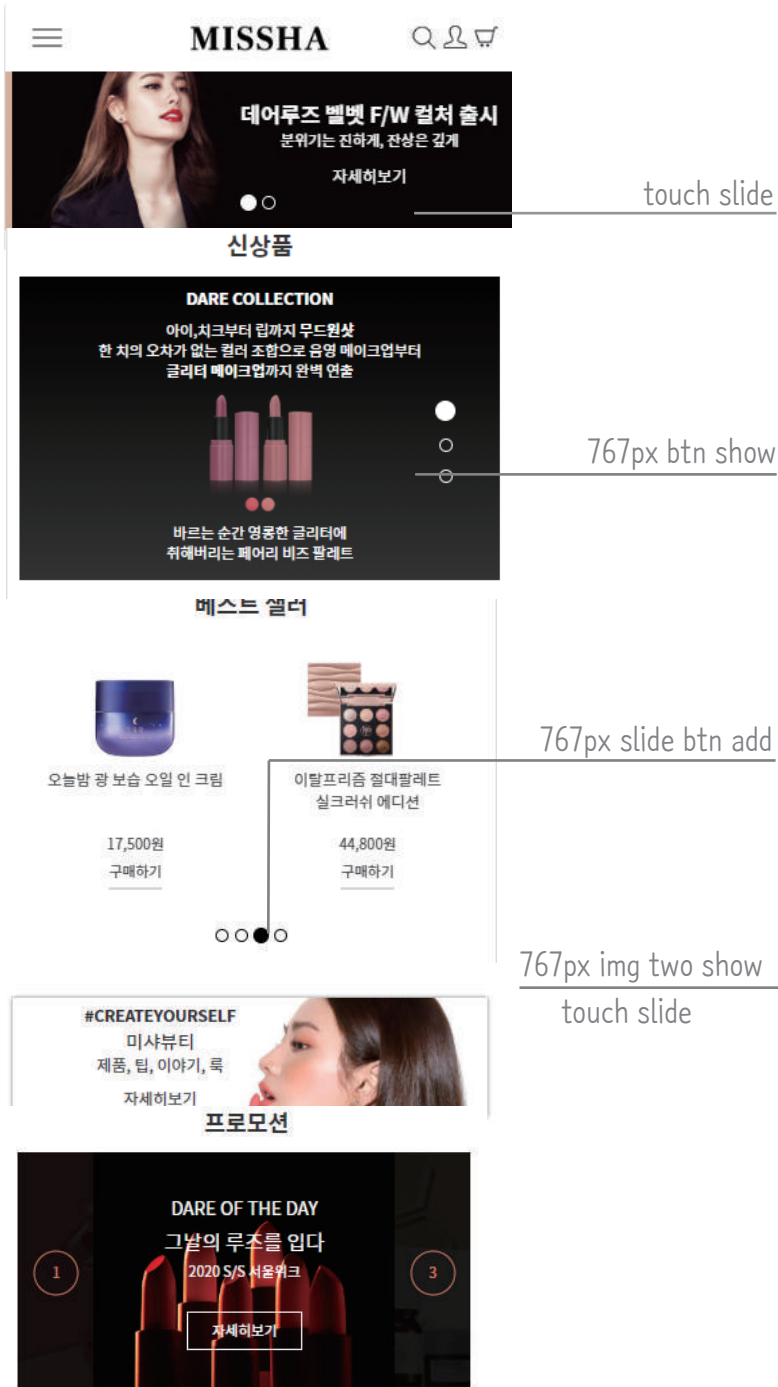 MISSHA
데어루즈 벨벳 F/W 컬처 출시
분위기는 진하게, 잔상은 깊게
자세히보기
touch slide
신상품
DARE COLLECTION
아이,치크부터 립까지 무드원샷
한 치의 오차가 없는 컬러 조합으로 음영 메이크업부터
글리터 메이크업까지 완벽 연출
767px btn show
바르는 순간 영롱한 글리터에
취해버리는 페어리 비즈 팔레트
베스트 셀러
767px slide btn add
오늘밤 광 보습 오일 인 크림
17,500원
구매하기
이탈프리즘 절대팔레트
실크러쉬 에디션
44,800원
구매하기
767px img two show
touch slide
#CREATEYOURSELF
미샤뷰티
제품, 팁, 이야기, 룩
자세히보기
프로모션
DARE OF THE DAY
그날의 루즈를 입다
2020 S/S 서울위크
1
3
자세히보기